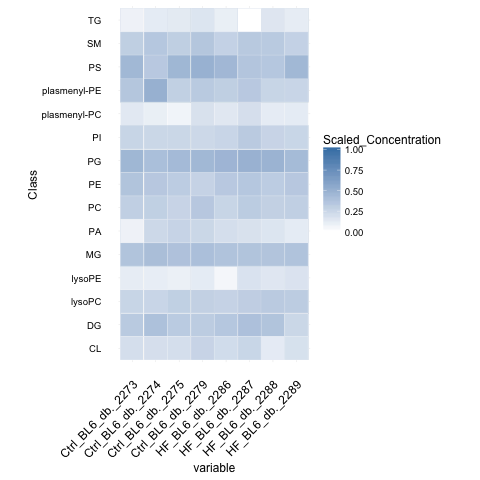 TG
SM
PS
plasmenyl-PE
plasmenyl-PC
PI
PG
PE
PC
PA
MG
lysoPE
lysoPC
DG
CL
Class
Scaled_Concentration
1.00
0.75
0.50
0.25
0.00
Ctrl_BL6_db_2273
Ctrl_BL6_db_2274
Ctrl_BL6_db_2275
Ctrl_BL6_db_2279
HF_BL6_db_2286
HF_BL6_db_2287
HF_BL6_db_2288
HF_BL6_db_2289
variable